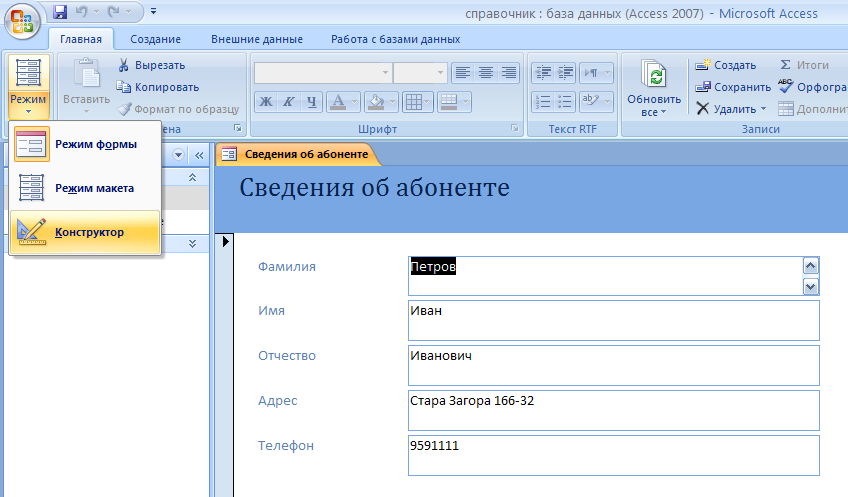 справочник : база данных (Access 2007) - Microsoft Access
Главная Создание Внешние данные Работа с базами данных
Режим
Вставить
Вырезать
Копировать
Формат по образцу
ена
Ж К Ч
А
Шрифт
Текст RTF
Обновить
все
Создать
Сохранить
Удалить
Итоги
ABC
Орфогра
Дополни
Записи
Режим формы
Режим макета
Конструктор
е
Сведения об абоненте
Сведения об абоненте
Фамилия Петров
Имя Иван
Отчество Иванович
Адрес Стара Загора 166-32
Телефон 9591111